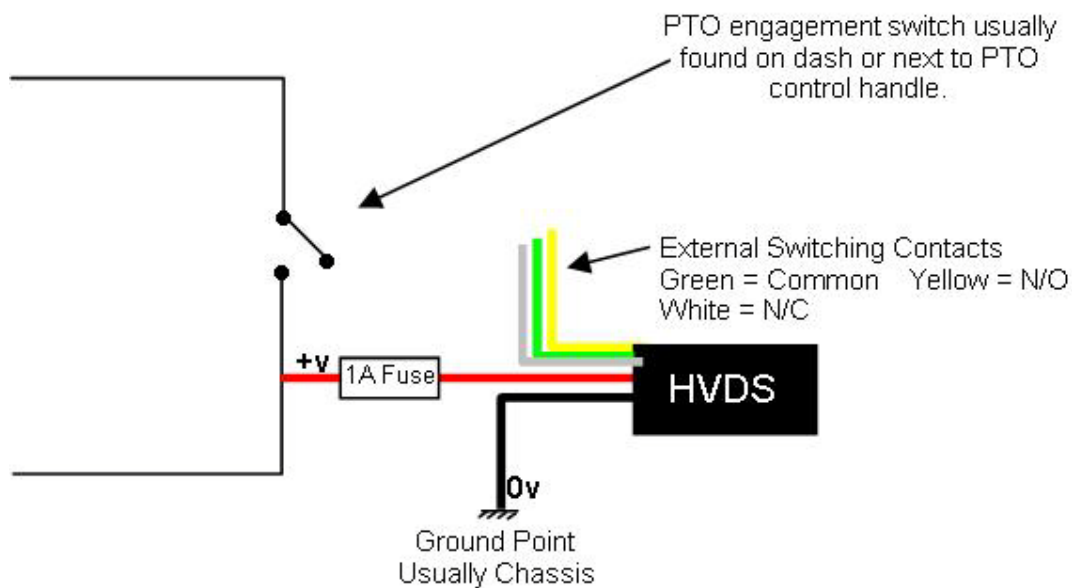 PTO engagement switch usually
found on dash or next to PTO
control handle.
External Switching Contacts
Green = Common Yellow = N/O
White = N/C
+v
1A Fuse
HVDS
0v
Ground Point
Usually Chassis